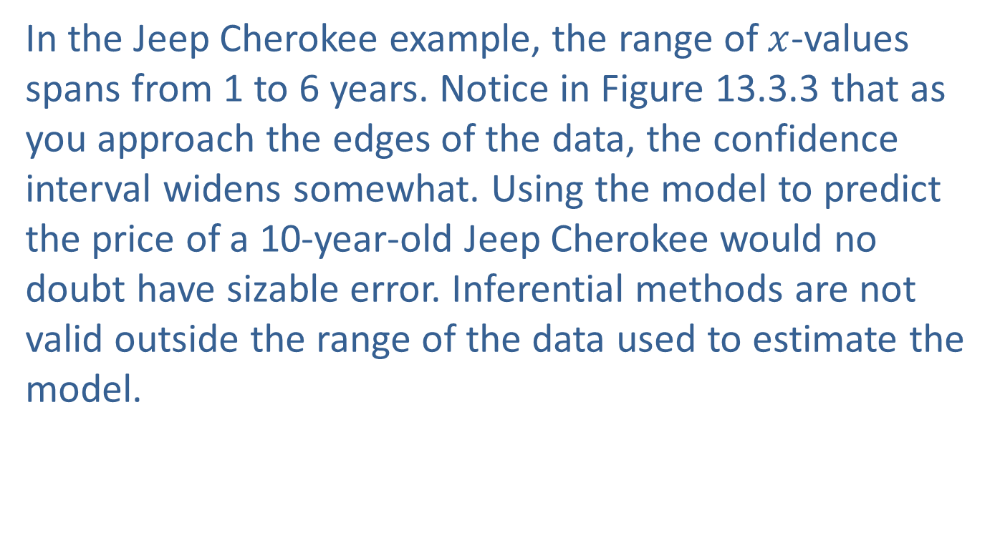 In the Jeep Cherokee example, the range of x-values
spans from 1 to 6 years. Notice in Figure 13.3.3 that as
you approach the edges of the data, the confidence
interval widens somewhat. Using the model to predict
the price of a 10-year-old Jeep Cherokee would no
doubt have sizable error. Inferential methods are not
valid outside the range of the data used to estimate the
model.